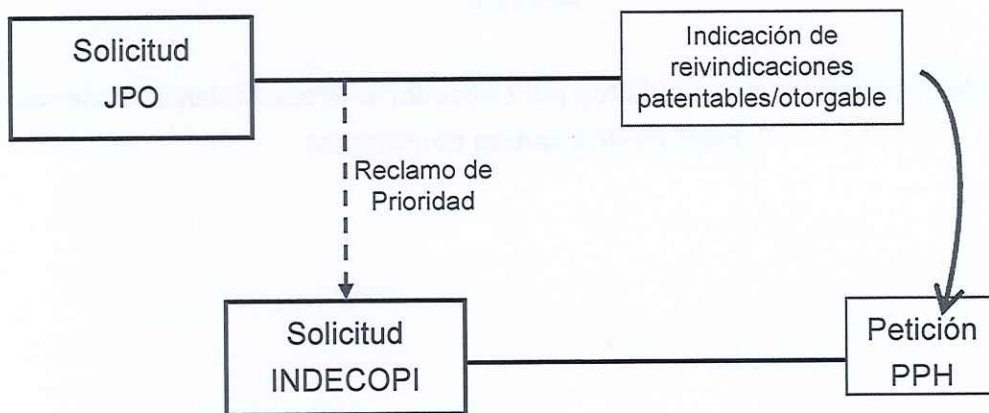 Solicitud
JPO
Indicación de
reivindicaciones
patentables/otorgable
Reclamo de
Prioridad
Solicitud
INDECOPI
Petición
PPH